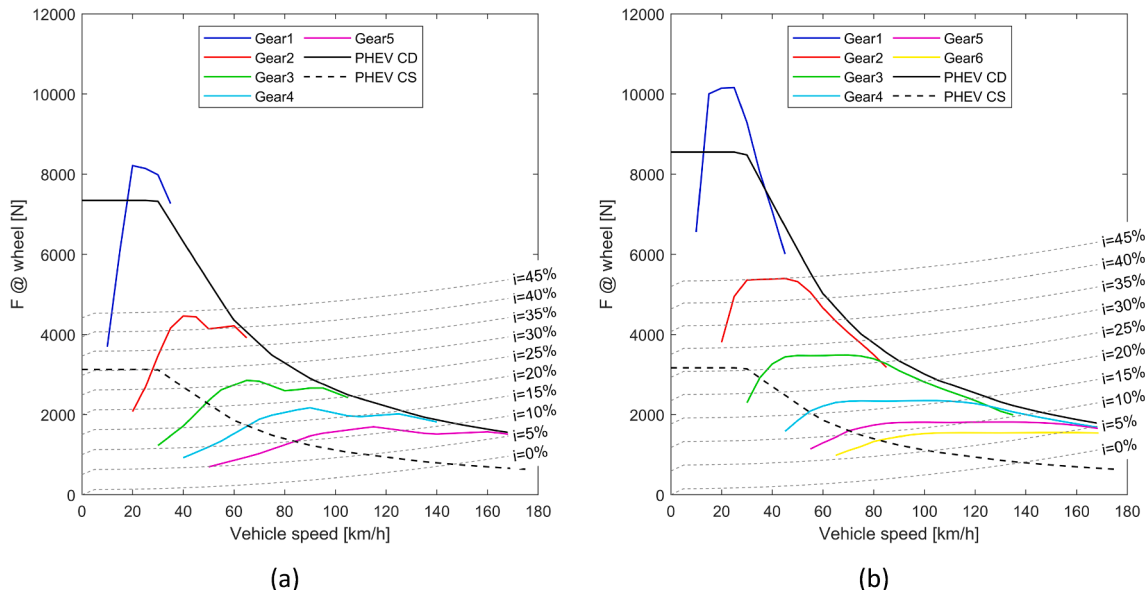 12000
10000
8000
6000
4000
2000
0
F @ wheel [N]
Gear1
Gear2
Gear3
Gear4
Gear5
PHEV CD
PHEV CS
i=45%
i=40%
i=35%
i=30%
i=25%
i=20%
i=15%
i=10%
i=5%
i=0%
0 20 40 60 80 100 120 140 160 180
Vehicle speed [km/h]
(a)
12000
10000
8000
6000
4000
2000
0
F @ wheel [N]
Gear1
Gear2
Gear3
Gear4
Gear5
Gear6
PHEV CD
PHEV CS
i=45%
i=40%
i=35%
i=30%
i=25%
i=20%
i=15%
i=10%
i=5%
i=0%
0 20 40 60 80 100 120 140 160 180
Vehicle speed [km/h]
(b)